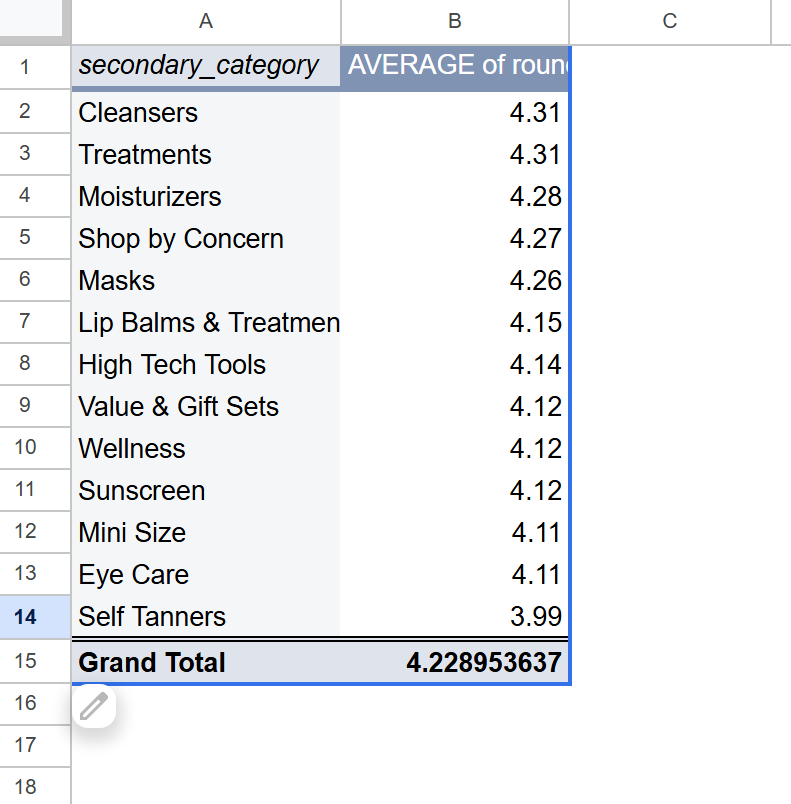 A B C
1 secondary_category AVERAGE of roun
2 Cleansers 4.31
3 Treatments 4.31
4 Moisturizers 4.28
5 Shop by Concern 4.27
6 Masks 4.26
7 Lip Balms & Treatmen 4.15
8 High Tech Tools 4.14
9 Value & Gift Sets 4.12
10 Wellness 4.12
11 Sunscreen 4.12
12 Mini Size 4.11
13 Eye Care 4.11
14 Self Tanners 3.99
15 Grand Total 4.228953637
16
17
18